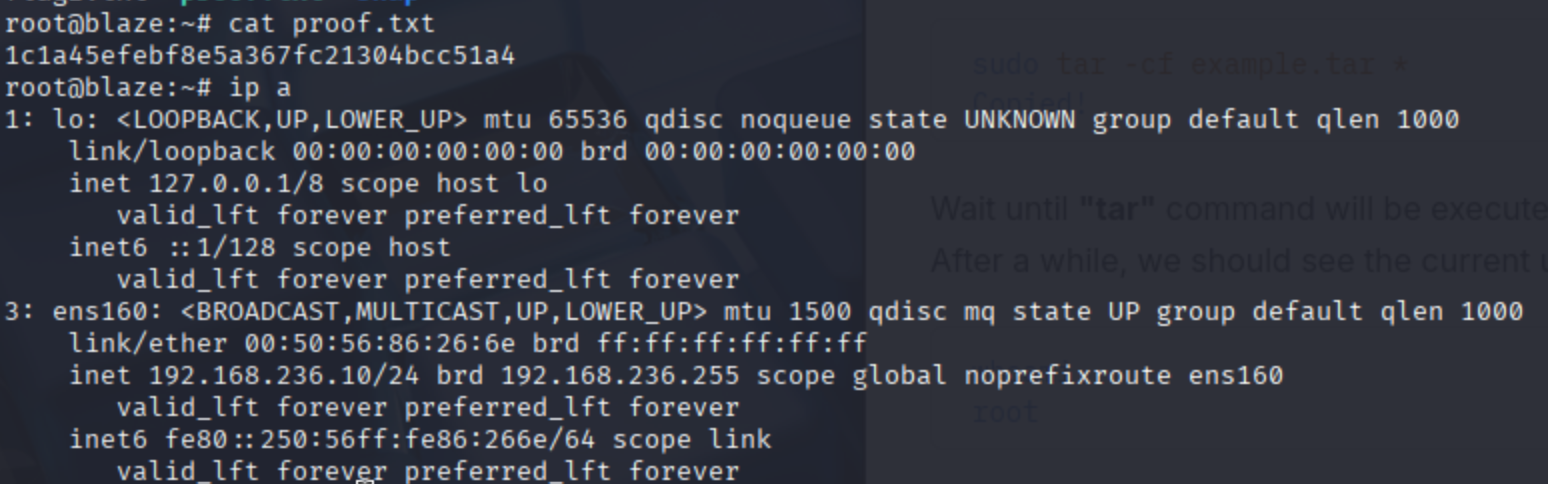 root@blaze:~# cat proof.txt
1c1a45efebf8e5a367fc21304bcc51a4
root@blaze:~# ip a
sudo tar -cf example.tar *
Copied!
1: lo: <LOOPBACK,UP,LOWER_UP> mtu 65536 qdisc noqueue state UNKNOWN group default qlen 1000
link/loopback 00:00:00:00:00:00 brd 00:00:00:00:00:00
inet 127.0.0.1/8 scope host lo
valid_lft forever preferred_lft forever
Wait until "tar" command will be execute
inet6 ::1/128 scope host
valid_lft forever preferred_lft forever
After a while, we should see the current
3: ens160: <BROADCAST,MULTICAST,UP,LOWER_UP> mtu 1500 qdisc mq state UP group default qlen 1000
link/ether 00:50:56:86:26:6e brd ff:ff:ff:ff:ff:ff
inet 192.168.236.10/24 brd 192.168.236.255 scope global noprefixroute ens160
valid_lft forever preferred_lft forever
root
inet6 fe80::250:56ff:fe86:266e/64 scope link
valid_lft forever preferred_lft forever